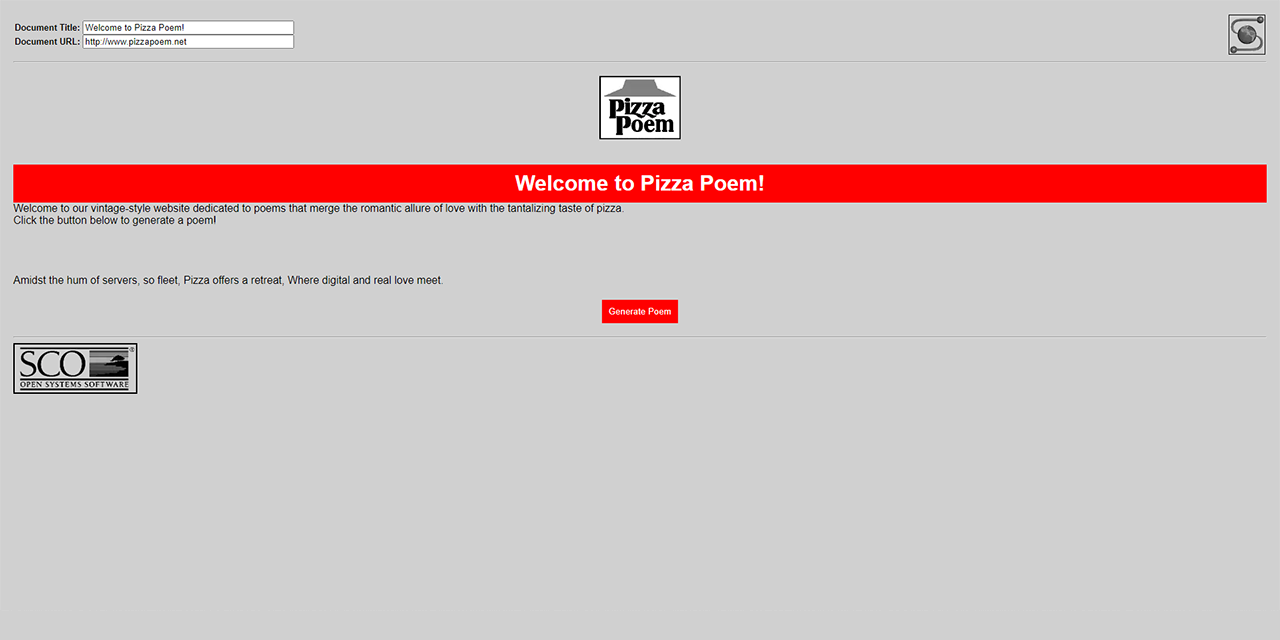 Document Title: Welcome to Pizza Poem!
Document URL: http://www.pizzapoem.net
Pizza
Poem
Welcome to Pizza Poem!
Welcome to our vintage-style website dedicated to poems that merge the romantic allure of love with the tantalizing taste of pizza.
Click the button below to generate a poem!
Amidst the hum of servers, so fleet, Pizza offers a retreat, Where digital and real love meet.
Generate Poem
SCO ®
OPEN SYSTEMS SOFTWARE